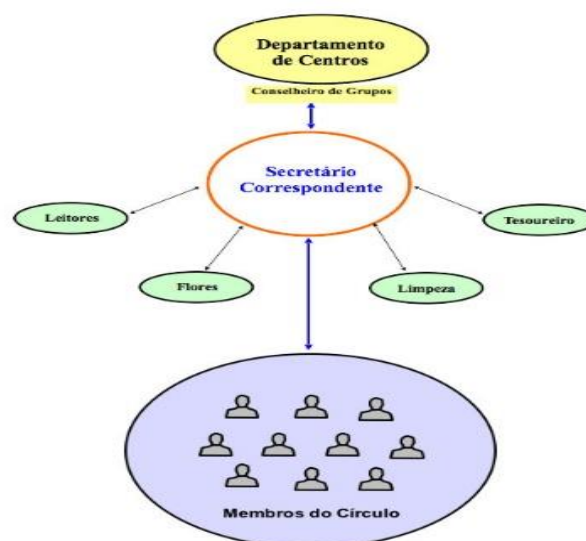 Departamento
de Centros
Conselheiro de Grupos
Secretário
Correspondente
Leitores
Tesoureiro
Flores
Limpeza
Membros do Círculo